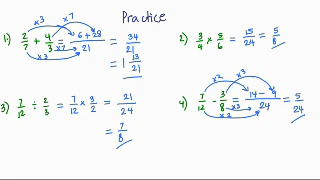 Practice
1) 2/7 + 4/3 = 6 + 28 / 21 = 34/21
×3 ×7
×7
×3
= 1 13/21
2) 3/4 × 5/6 = 15/24 = 5/8
3) 7/12 ÷ 2/3 = 7/12 × 3/2 = 21/24
= 7/8
4) 7/12 - 3/8 = 14 - 9 / 24 = 5/24
×2 ×3
×3
×2